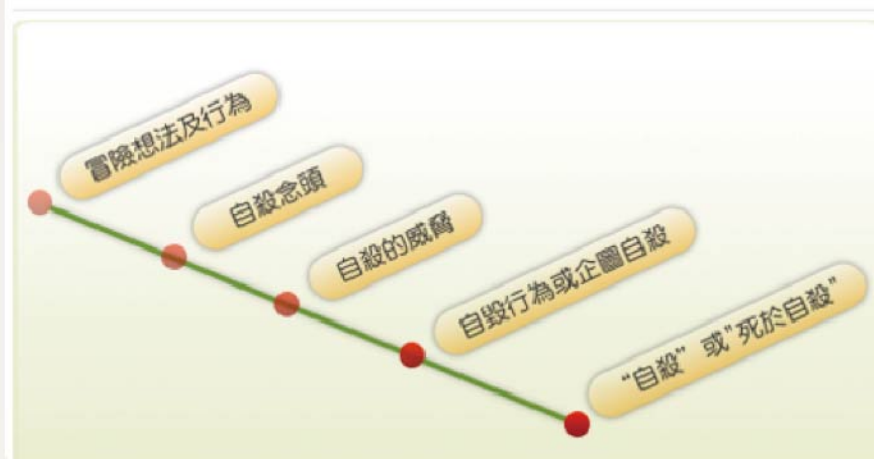 冒險想法及行為
自殺念頭
自殺的威脅
自毀行為或企圖自殺
“自殺” 或”死於自殺”